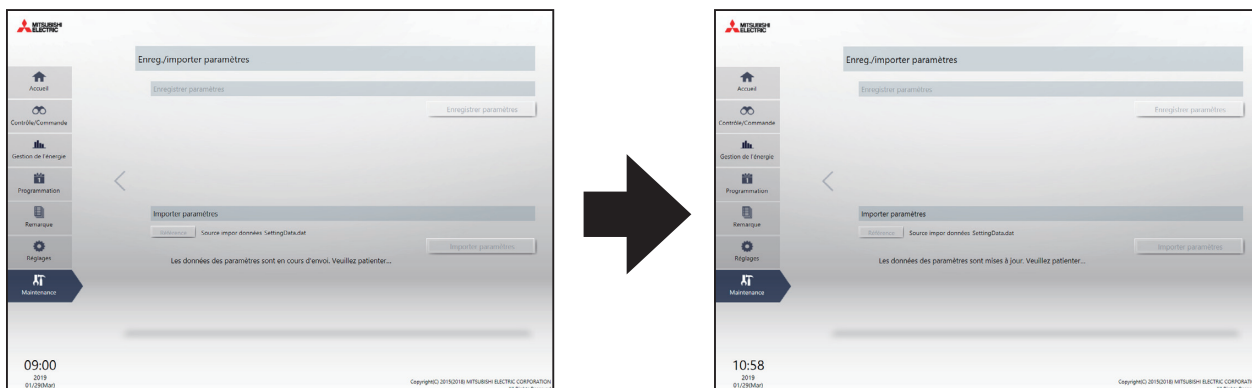 MITSUBISHI
ELECTRIC
Enreg./importer paramètres
Accueil
Enregistrer paramètres
Enregistrer paramètres
Contrôle/Commande
Gestion de l'énergie
Programmation
Remarque
Importer paramètres
Source impor données SettingData.dat
Réglages
Importer paramètres
Les données des paramètres sont en cours d'envoi. Veuillez patienter...
Maintenance
09:00
2019
01/29(Mar)
Copyright(C) 2015(2018) MITSUBISHI ELECTRIC CORPORATION
MITSUBISHI
ELECTRIC
Enreg./importer paramètres
Accueil
Enregistrer paramètres
Enregistrer paramètres
Contrôle/Commande
Gestion de l'énergie
Programmation
Remarque
Importer paramètres
Source impor données SettingData.dat
Réglages
Importer paramètres
Les données des paramètres sont mises à jour. Veuillez patienter...
Maintenance
10:58
2019
01/29(Mar)
Copyright(C) 2015(2018) MITSUBISHI ELECTRIC CORPORATION